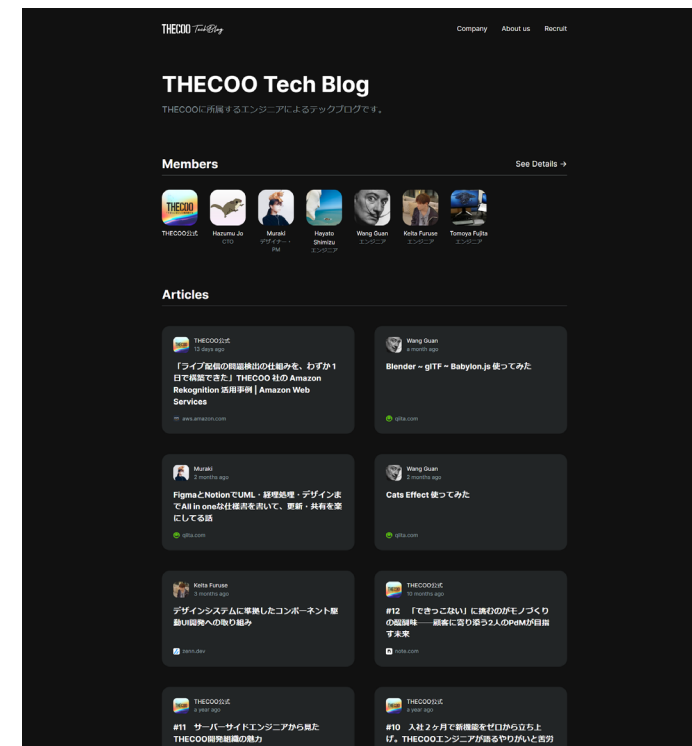 THECOO TechBlog
Company About us Recruit
THECOO Tech Blog
THECOOに所属するエンジニアによるテックブログです。
Members
See Details →
THECOO公式
Hazumu Jo
CTO
Muraki
デザイナー・
PM
Hayato
Shimizu
エンジニア
Wang Guan
エンジニア
Keita Furuse
エンジニア
Tomoya Fujita
エンジニア
Articles
THECOO公式
13 days ago
「ライブ配信の問題検出の仕組みを、わずか 1
日で構築できた」THECOO 社の Amazon
Rekognition 活用事例 | Amazon Web
Services
aws.amazon.com
Wang Guan
a month ago
Blender ~ glTF ~ Babylon.js 使ってみた
qiita.com
Muraki
2 months ago
FigmaとNotionでUML・経理処理・デザインま
でAll in oneな仕様書を書いて、更新・共有を楽
にしてる話
qiita.com
Wang Guan
2 months ago
Cats Effect 使ってみた
qiita.com
Keita Furuse
3 months ago
デザインシステムに準拠したコンポーネント駆
動UI開発への取り組み
zenn.dev
THECOO公式
10 months ago
#12 「できっこない」に挑むのがモノづくり
の醍醐味——顧客に寄り添う2人のPdMが目指
す未来
note.com
THECOO公式
a year ago
#11 サーバーサイドエンジニアから見た
THECOO開発組織の魅力
THECOO公式
a year ago
#10 入社２ヶ月で新機能をゼロから立ち上
げ。THECOOエンジニアが語るやりがいと苦労